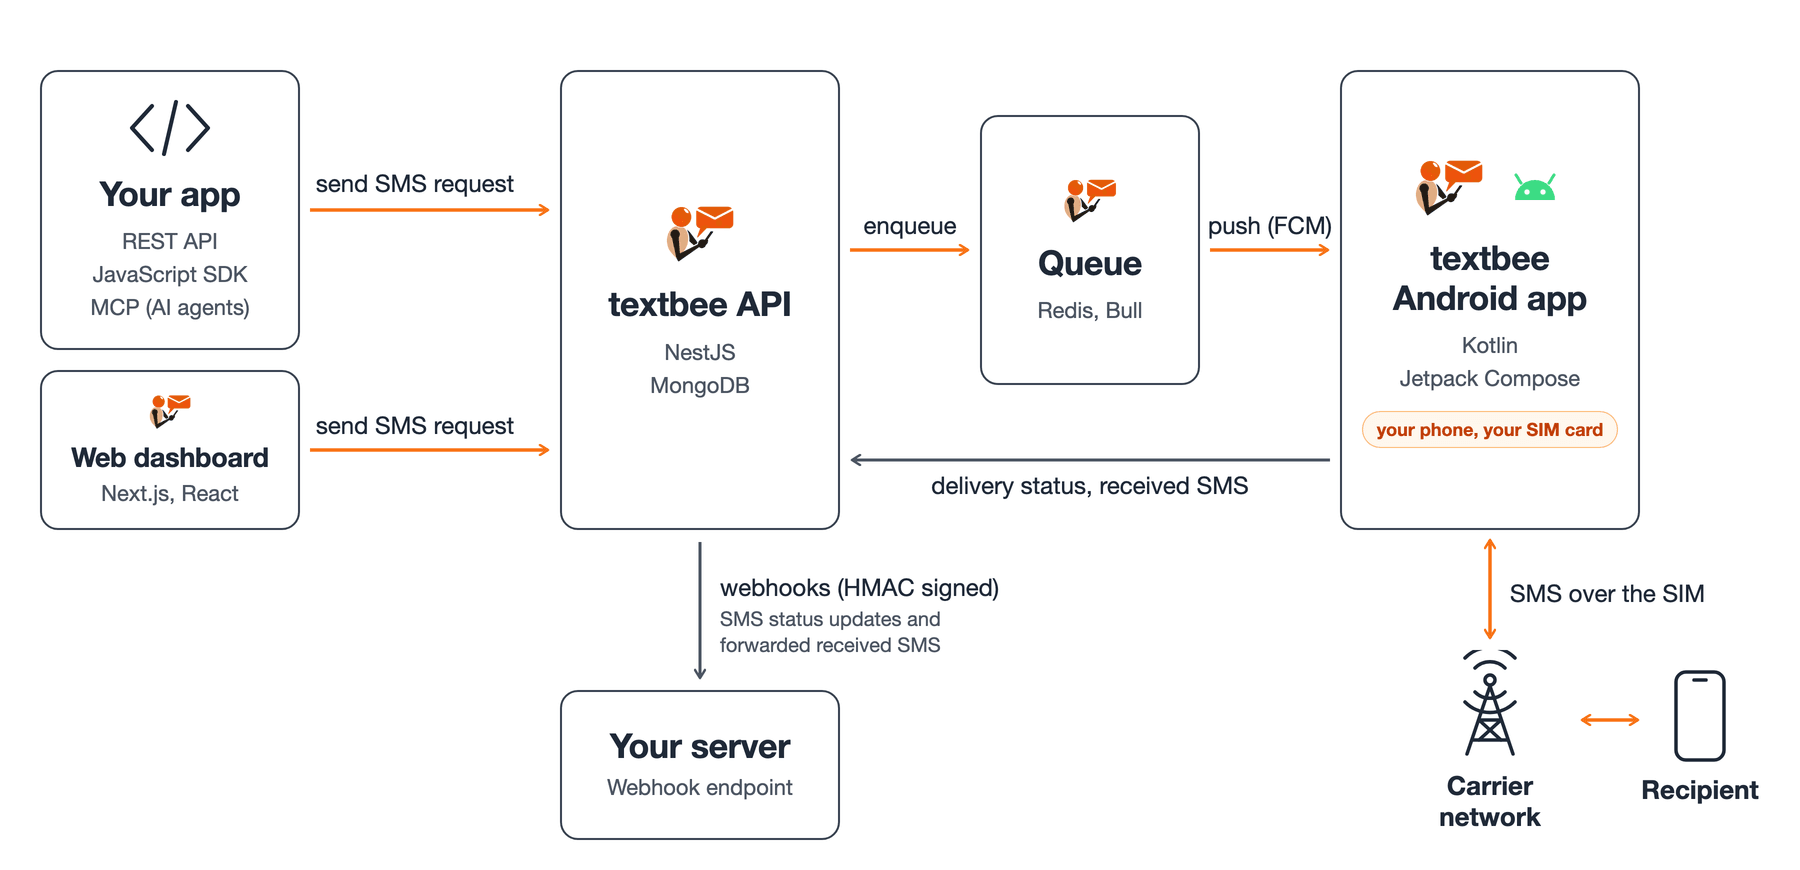 Your app
REST API
JavaScript SDK
MCP (AI agents)
send SMS request
Web dashboard
Next.js, React
send SMS request
textbee API
NestJS
MongoDB
enqueue
Queue
Redis, Bull
push (FCM)
textbee
Android app
Kotlin
Jetpack Compose
your phone, your SIM card
delivery status, received SMS
webhooks (HMAC signed)
SMS status updates and
forwarded received SMS
Your server
Webhook endpoint
SMS over the SIM
Carrier
network
Recipient